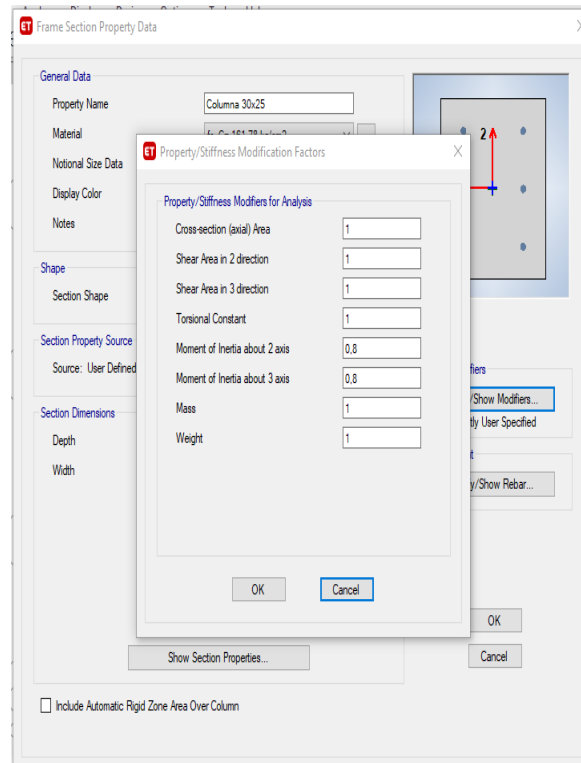 ET Frame Section Property Data
General Data
Property Name Columna 30x25
Material
Notional Size Data
Display Color
Notes
Shape
Section Shape
Section Property Source
Source: User Defined
Section Dimensions
Depth
Width
Show Section Properties...
Include Automatic Rigid Zone Area Over Column
ET Property/Stiffness Modification Factors
Property/Stiffness Modifiers for Analysis
Cross-section (axial) Area 1
Shear Area in 2 direction 1
Shear Area in 3 direction 1
Torsional Constant 1
Moment of Inertia about 2 axis 0,8
Moment of Inertia about 3 axis 0,8
Mass 1
Weight 1
OK Cancel
2
fiers
/Show Modifiers...
tly User Specified
y/Show Rebar...
OK
Cancel